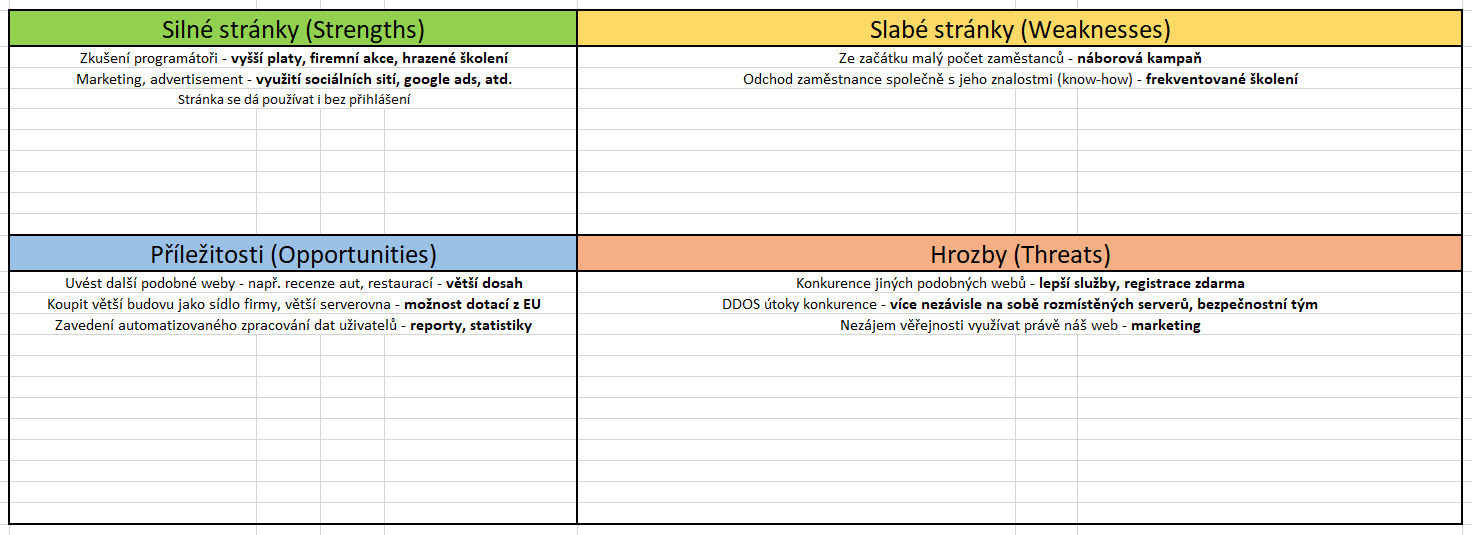 Silné stránky (Strengths)
Zkušení programátoři - vyšší platy, firemní akce, hrazené školení
Marketing, advertisement - využití sociálních sití, google ads, atd.
Stránka se dá používat i bez přihlášení
Slabé stránky (Weaknesses)
Ze začátku malý počet zaměstanců - náborová kampaň
Odchod zaměstnance společně s jeho znalostmi (know-how) - frekventované školení
Příležitosti (Opportunities)
Uvést další podobné weby - např. recenze aut, restaurací - větší dosah
Koupit větší budovu jako sídlo firmy, větší serverovna - možnost dotací z EU
Zavedení automatizovaného zpracování dat uživatelů - reporty, statistiky
Hrozby (Threats)
Konkurence jiných podobných webů - lepší služby, registrace zdarma
DDOS útoky konkurence - více nezávisle na sobě rozmístěných serverů, bezpečnostní tým
Nezájem věřejnosti využívat právě náš web - marketing